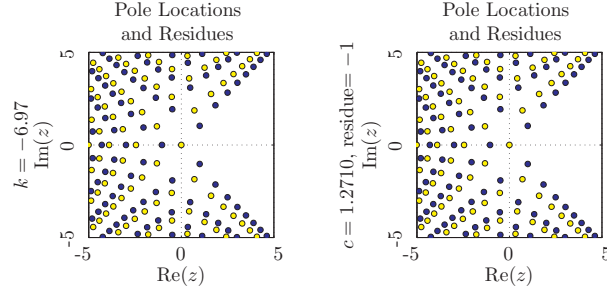 Pole Locations
and Residues
k = −6.97
Im(z)
5
0
-5
-5
0
5
Re(z)
Pole Locations
and Residues
c = 1.2710, residue= −1
Im(z)
5
0
-5
-5
0
5
Re(z)